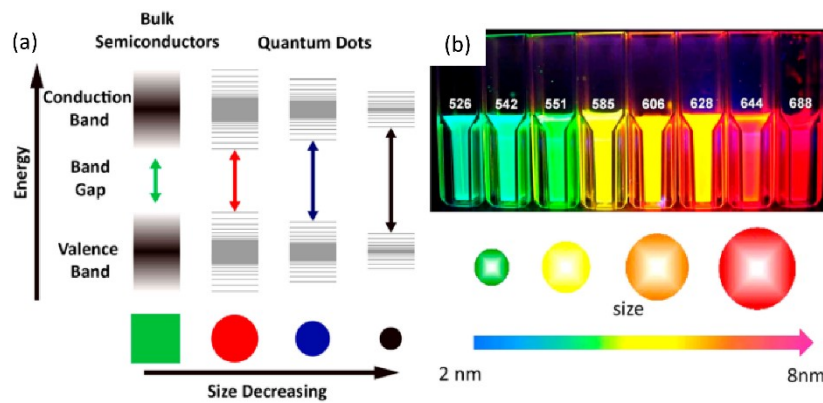 (a)
Bulk
Semiconductors
Quantum Dots
Energy
Conduction
Band
Band
Gap
Valence
Band
Size Decreasing
(b)
526 542 551 585 606 628 644 688
size
2 nm
8nm